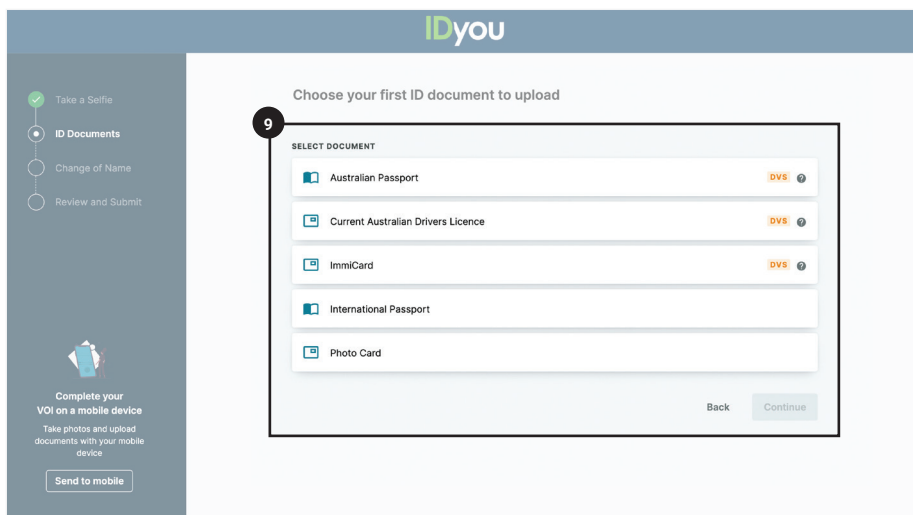 IDyou
Take a Selfie
ID Documents
Change of Name
Review and Submit
Complete your
VOI on a mobile device
Take photos and upload
documents with your mobile
device
Send to mobile
Choose your first ID document to upload
9
SELECT DOCUMENT
Australian Passport DVS ?
Current Australian Drivers Licence DVS ?
ImmiCard DVS ?
International Passport
Photo Card
Back Continue